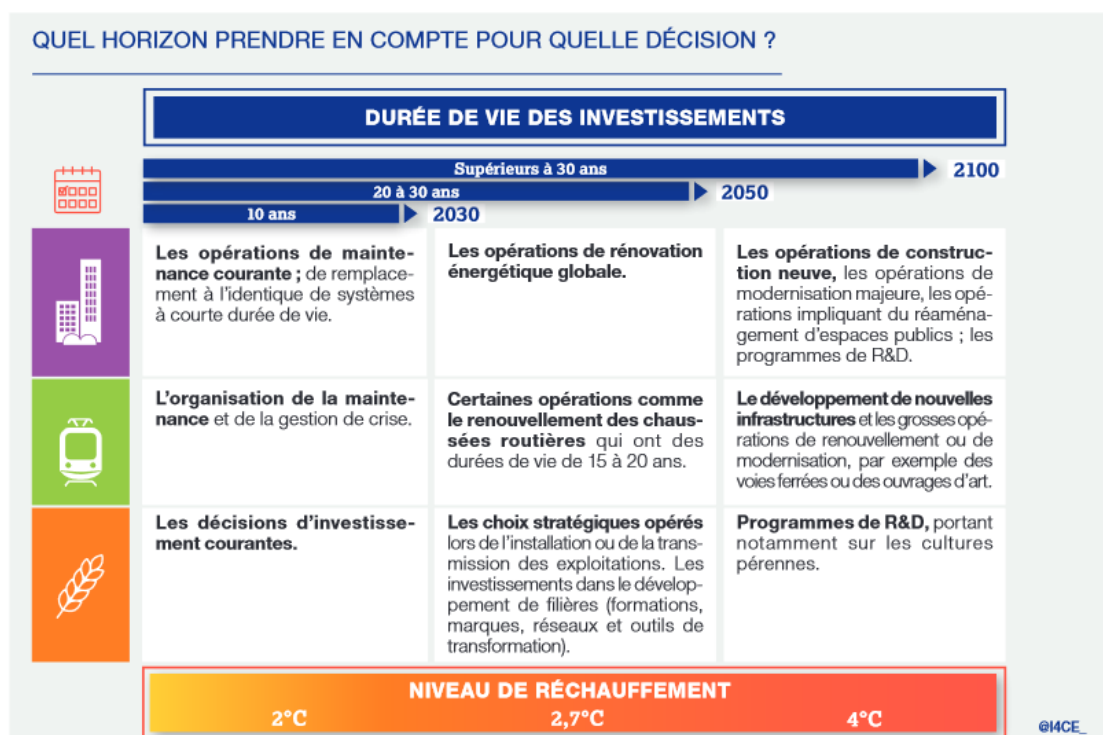 QUEL HORIZON PRENDRE EN COMPTE POUR QUELLE DÉCISION ?
DURÉE DE VIE DES INVESTISSEMENTS
Supérieurs à 30 ans
2100
20 à 30 ans
2050
10 ans
2030
Les opérations de mainte-
nance courante ; de remplace-
ment à l'identique de systèmes
à courte durée de vie.
Les opérations de rénovation
énergétique globale.
Les opérations de construc-
tion neuve, les opérations de
modernisation majeure, les opé-
rations impliquant du réaména-
gement d'espaces publics ; les
programmes de R&D.
L'organisation de la mainte-
nance et de la gestion de crise.
Certaines opérations comme
le renouvellement des chaus-
sées routières qui ont des
durées de vie de 15 à 20 ans.
Le développement de nouvelles
infrastructures et les grosses opé-
rations de renouvellement ou de
modernisation, par exemple des
voies ferrées ou des ouvrages d'art.
Les décisions d'investisse-
ment courantes.
Les choix stratégiques opérés
lors de l'installation ou de la trans-
mission des exploitations. Les
investissements dans le dévelop-
pement de filières (formations,
marques, réseaux et outils de
transformation).
Programmes de R&D, portant
notamment sur les cultures
pérennes.
NIVEAU DE RÉCHAUFFEMENT
2°C
2,7°C
4°C
@I4CE_